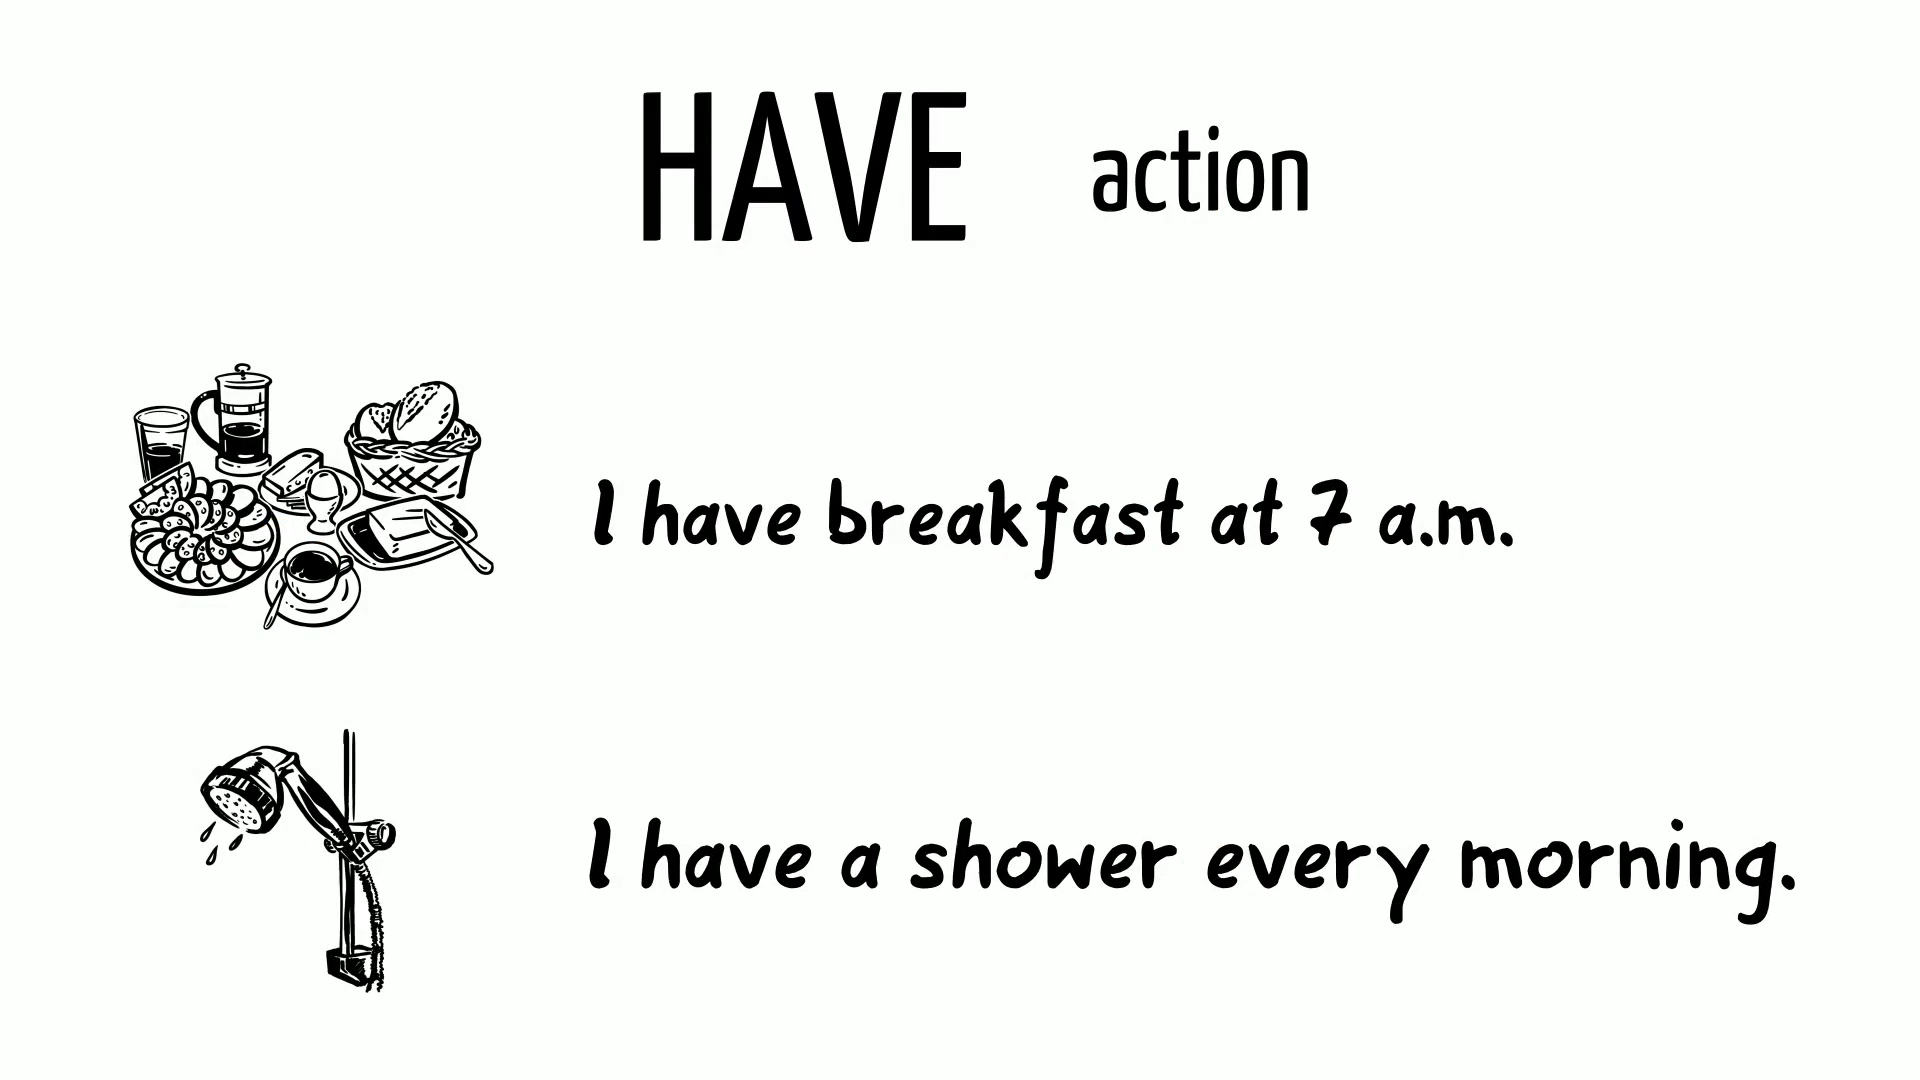 HAVE action
I have breakfast at 7 a.m.
I have a shower every morning.